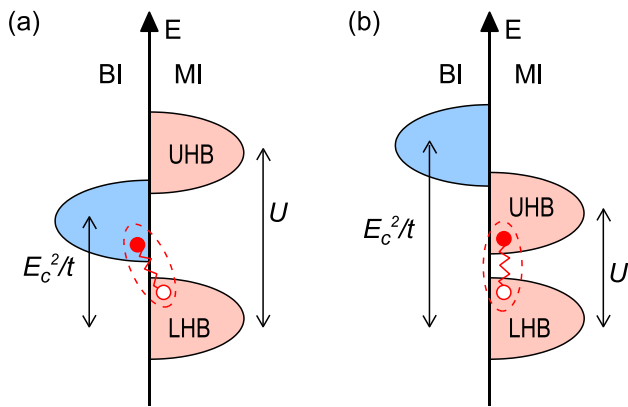 (a)
E
BI
MI
UHB
U
E_c^2/t
LHB
(b)
E
BI
MI
E_c^2/t
UHB
U
LHB